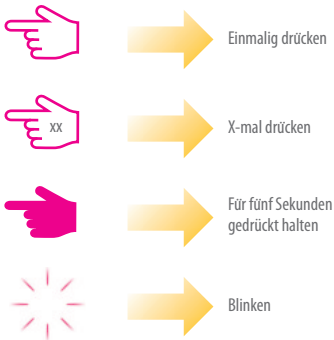 Einmalig drücken
xx
X-mal drücken
Für fünf Sekunden
gedrückt halten
Blinken